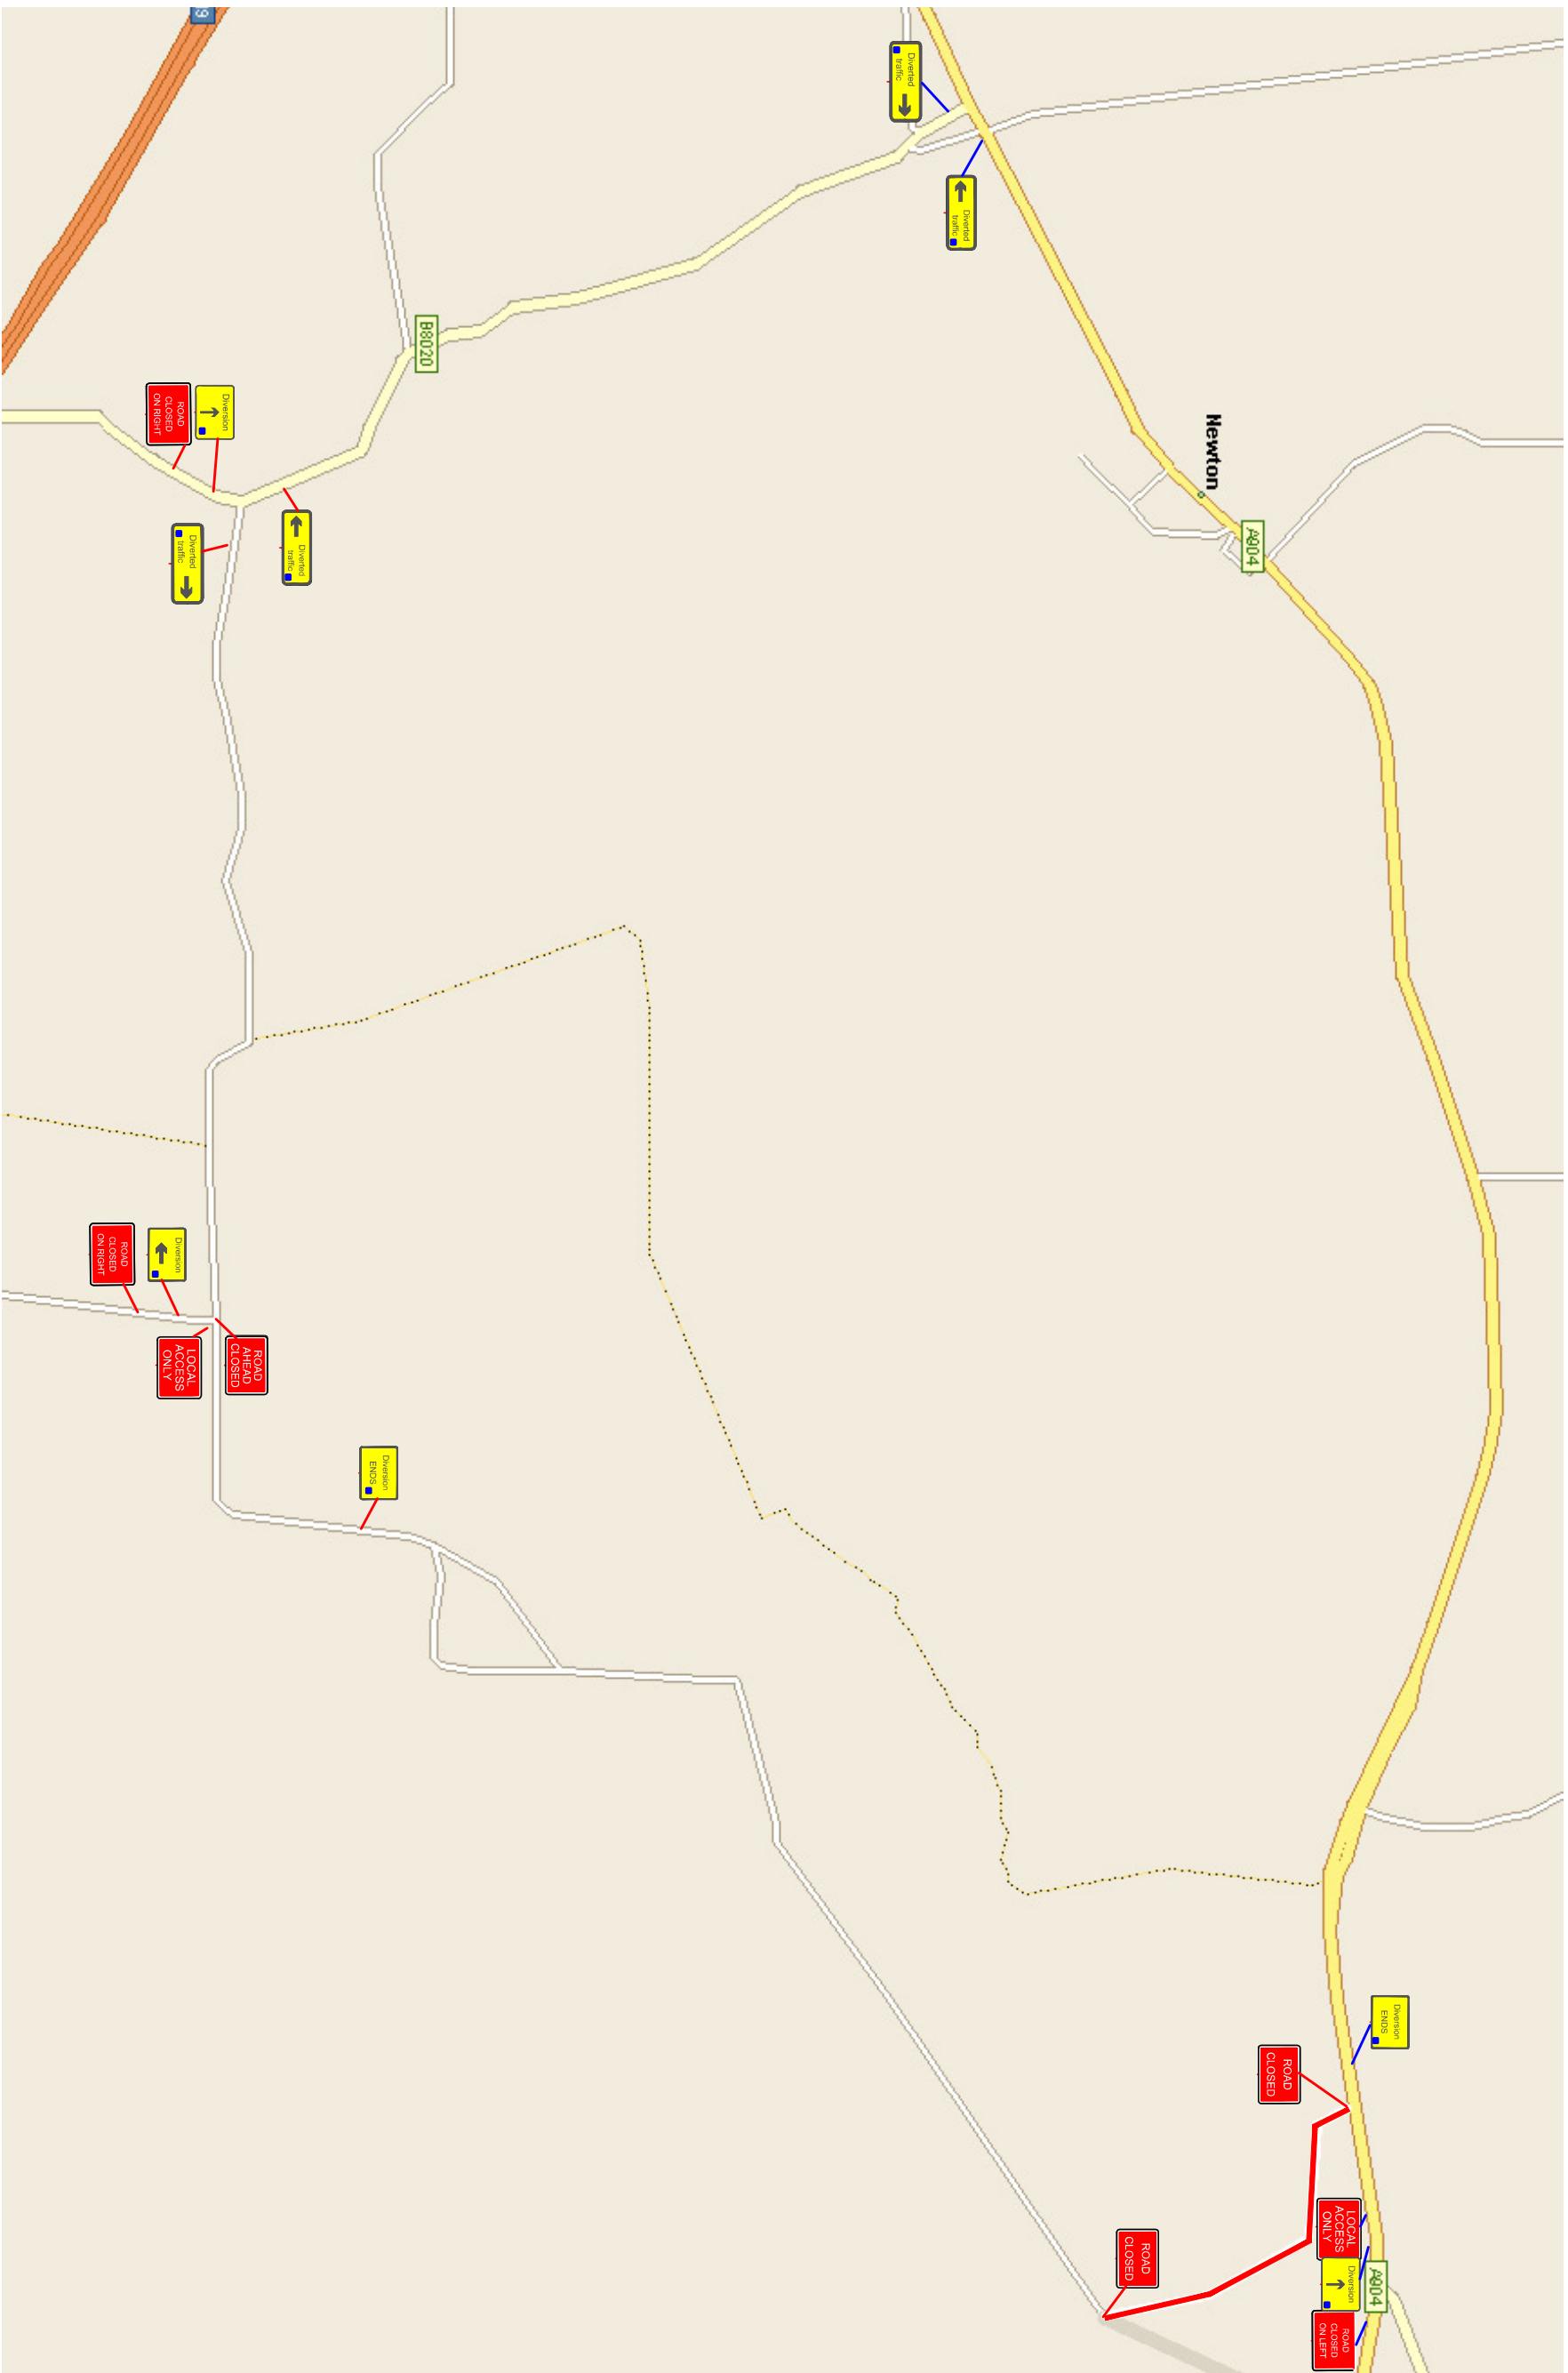 9
Diverted
traffic
Diverted
traffic
B8020
Newton
A904
Diversion
ROAD
CLOSED
ON RIGHT
Diverted
traffic
Diverted
traffic
Diversion
ROAD
CLOSED
ON RIGHT
ROAD
AHEAD
CLOSED
LOCAL
ACCESS
ONLY
Diversion
ENDS
Diversion
ENDS
ROAD
CLOSED
LOCAL
ACCESS
ONLY
ROAD
CLOSED
A904
Diversion
ROAD
CLOSED
ON LEFT